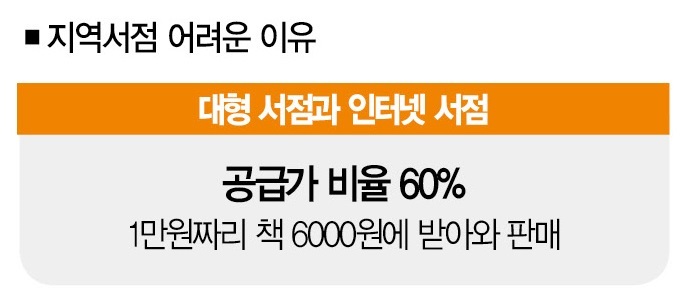 ■ 지역서점 어려운 이유
대형 서점과 인터넷 서점
공급가 비율 60%
1만원짜리 책 6000원에 받아와 판매